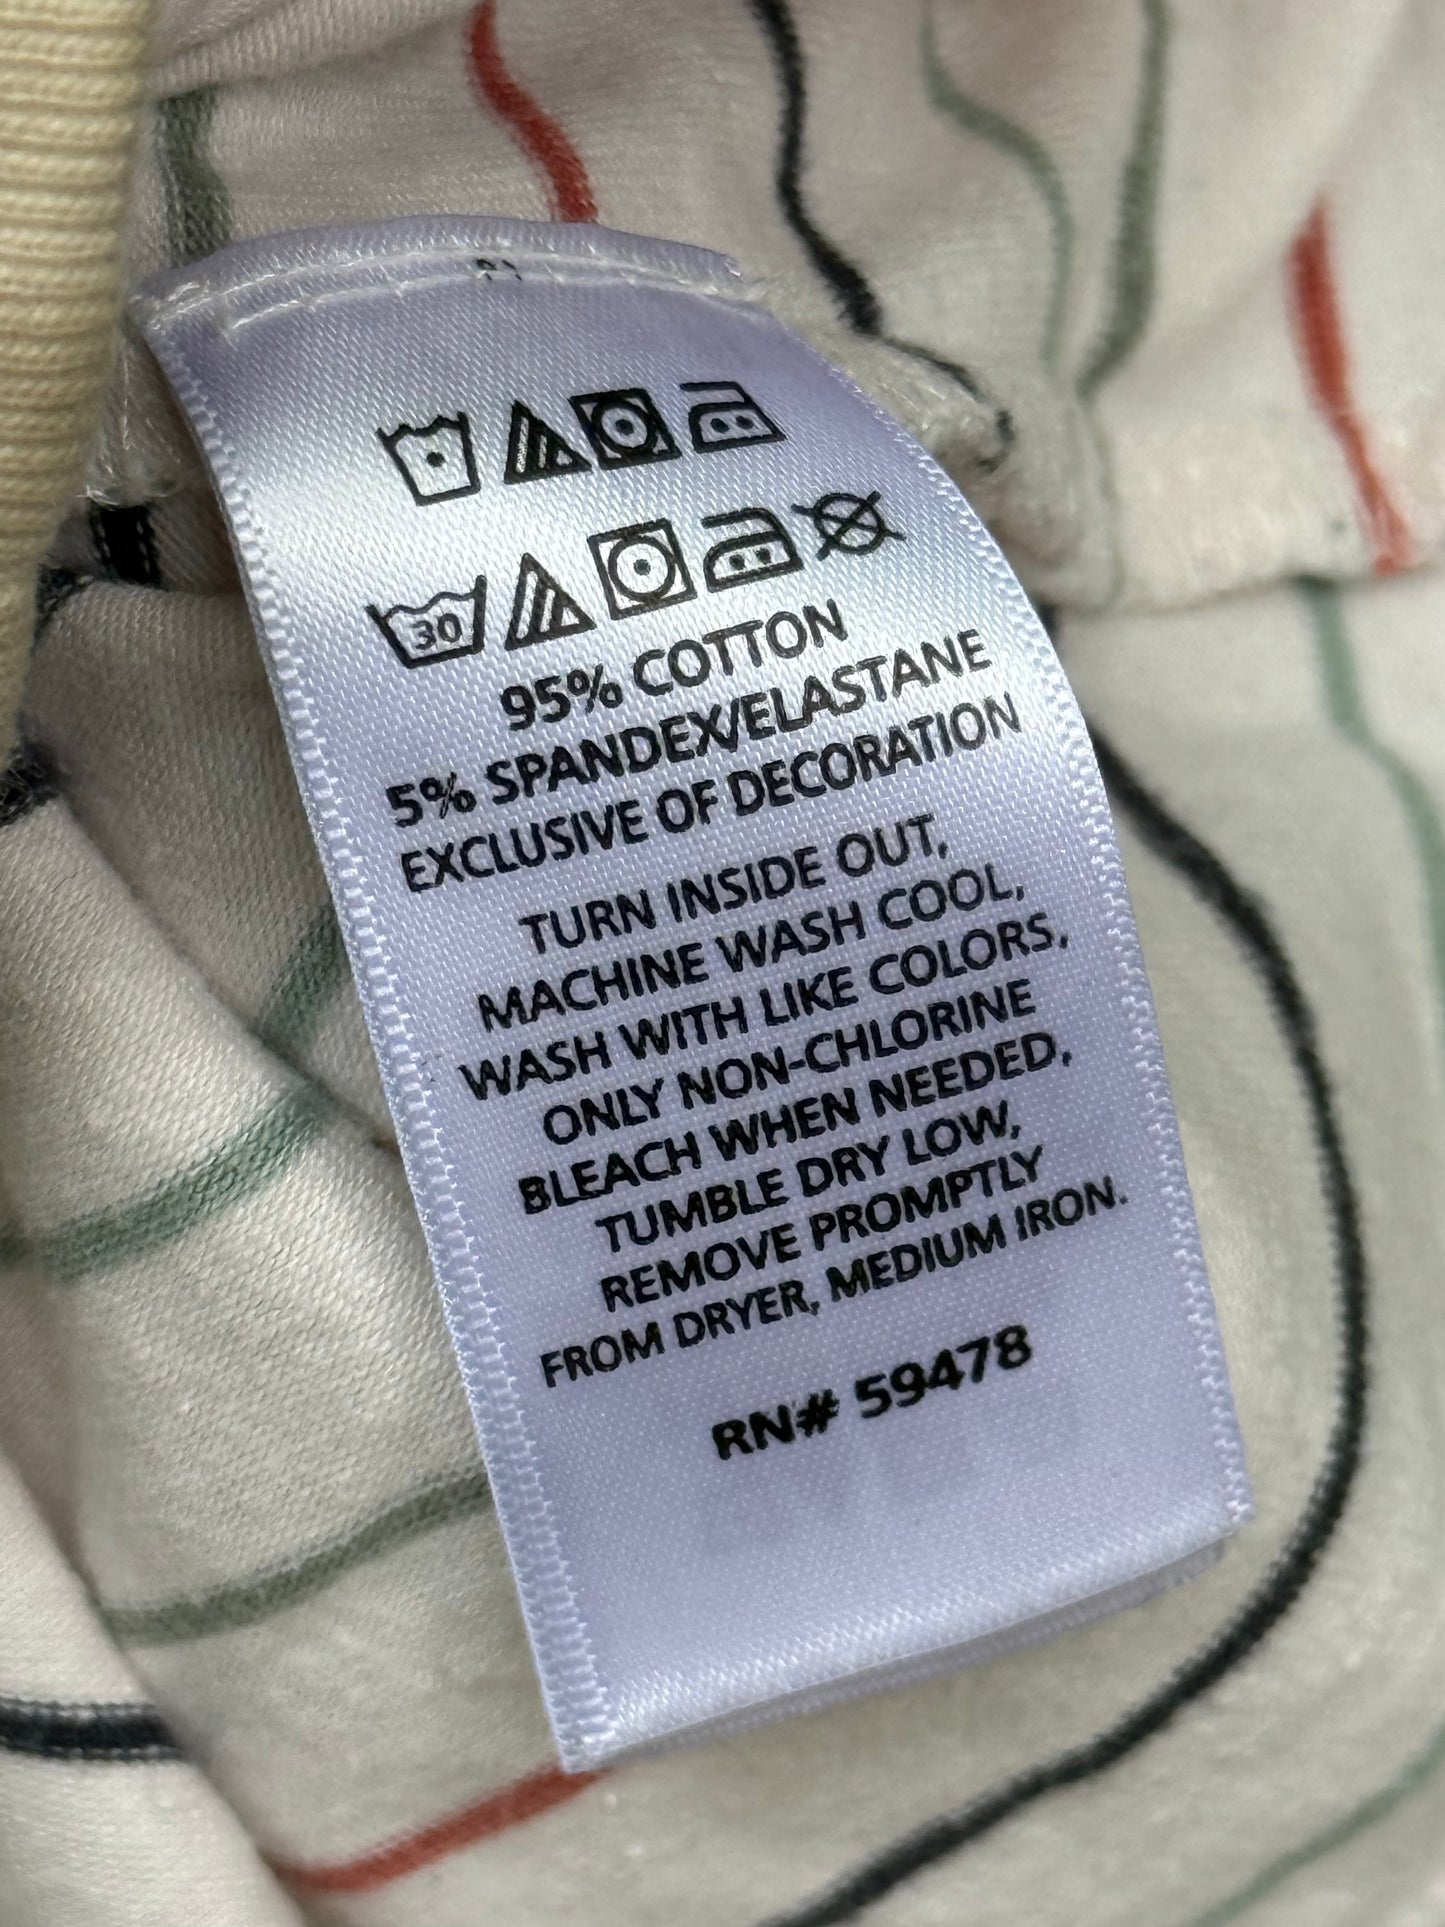 30
95% COTTON
5% SPANDEX/ELASTANE
EXCLUSIVE OF DECORATION
TURN INSIDE OUT,
MACHINE WASH COOL,
WASH WITH LIKE COLORS,
ONLY NON-CHLORINE
BLEACH WHEN NEEDED,
TUMBLE DRY LOW,
REMOVE PROMPTLY
FROM DRYER, MEDIUM IRON.
RN# 59478